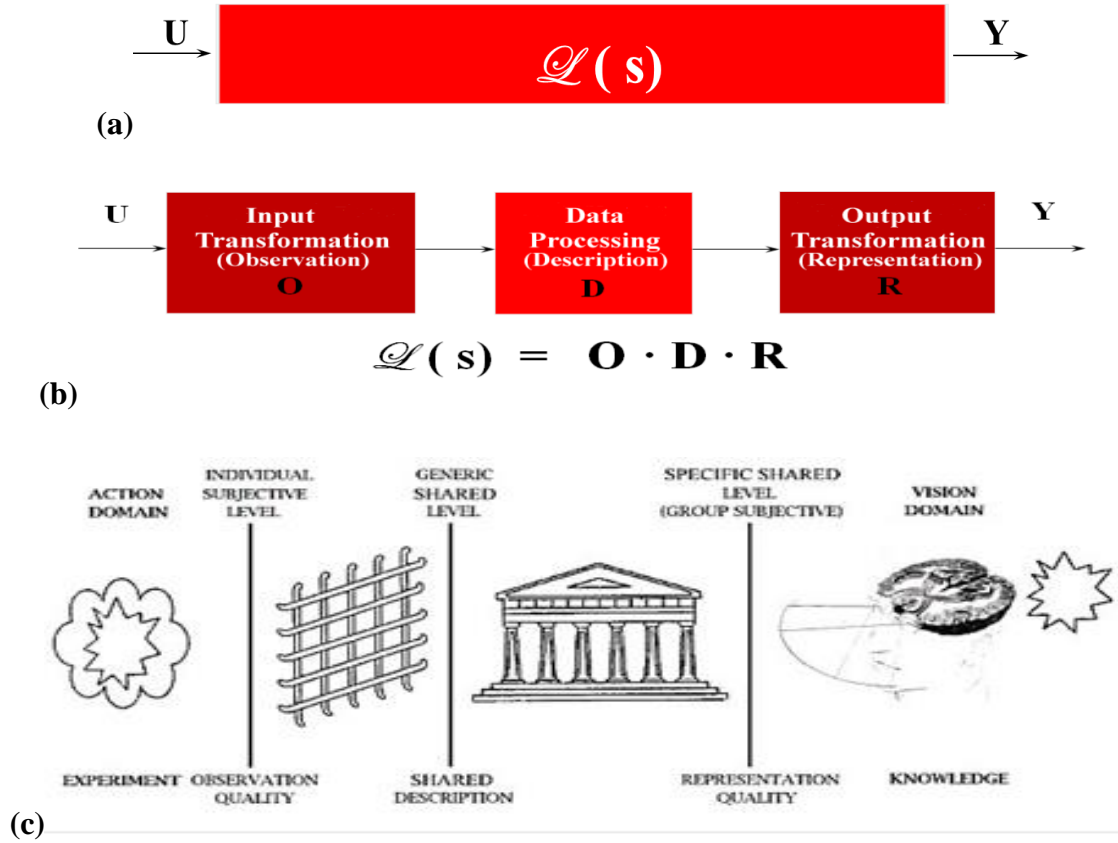 U
Y
ℒ( s)
(a)
U
Input
Transformation
(Observation)
O
Data
Processing
(Description)
D
Output
Transformation
(Representation)
R
Y
ℒ( s) = O · D · R
(b)
ACTION
DOMAIN
INDIVIDUAL
SUBJECTIVE
LEVEL
GENERIC
SHARED
LEVEL
SPECIFIC SHARED
LEVEL
(GROUP SUBJECTIVE)
VISION
DOMAIN
EXPERIMENT
OBSERVATION
QUALITY
SHARED
DESCRIPTION
REPRESENTATION
QUALITY
KNOWLEDGE
(c)